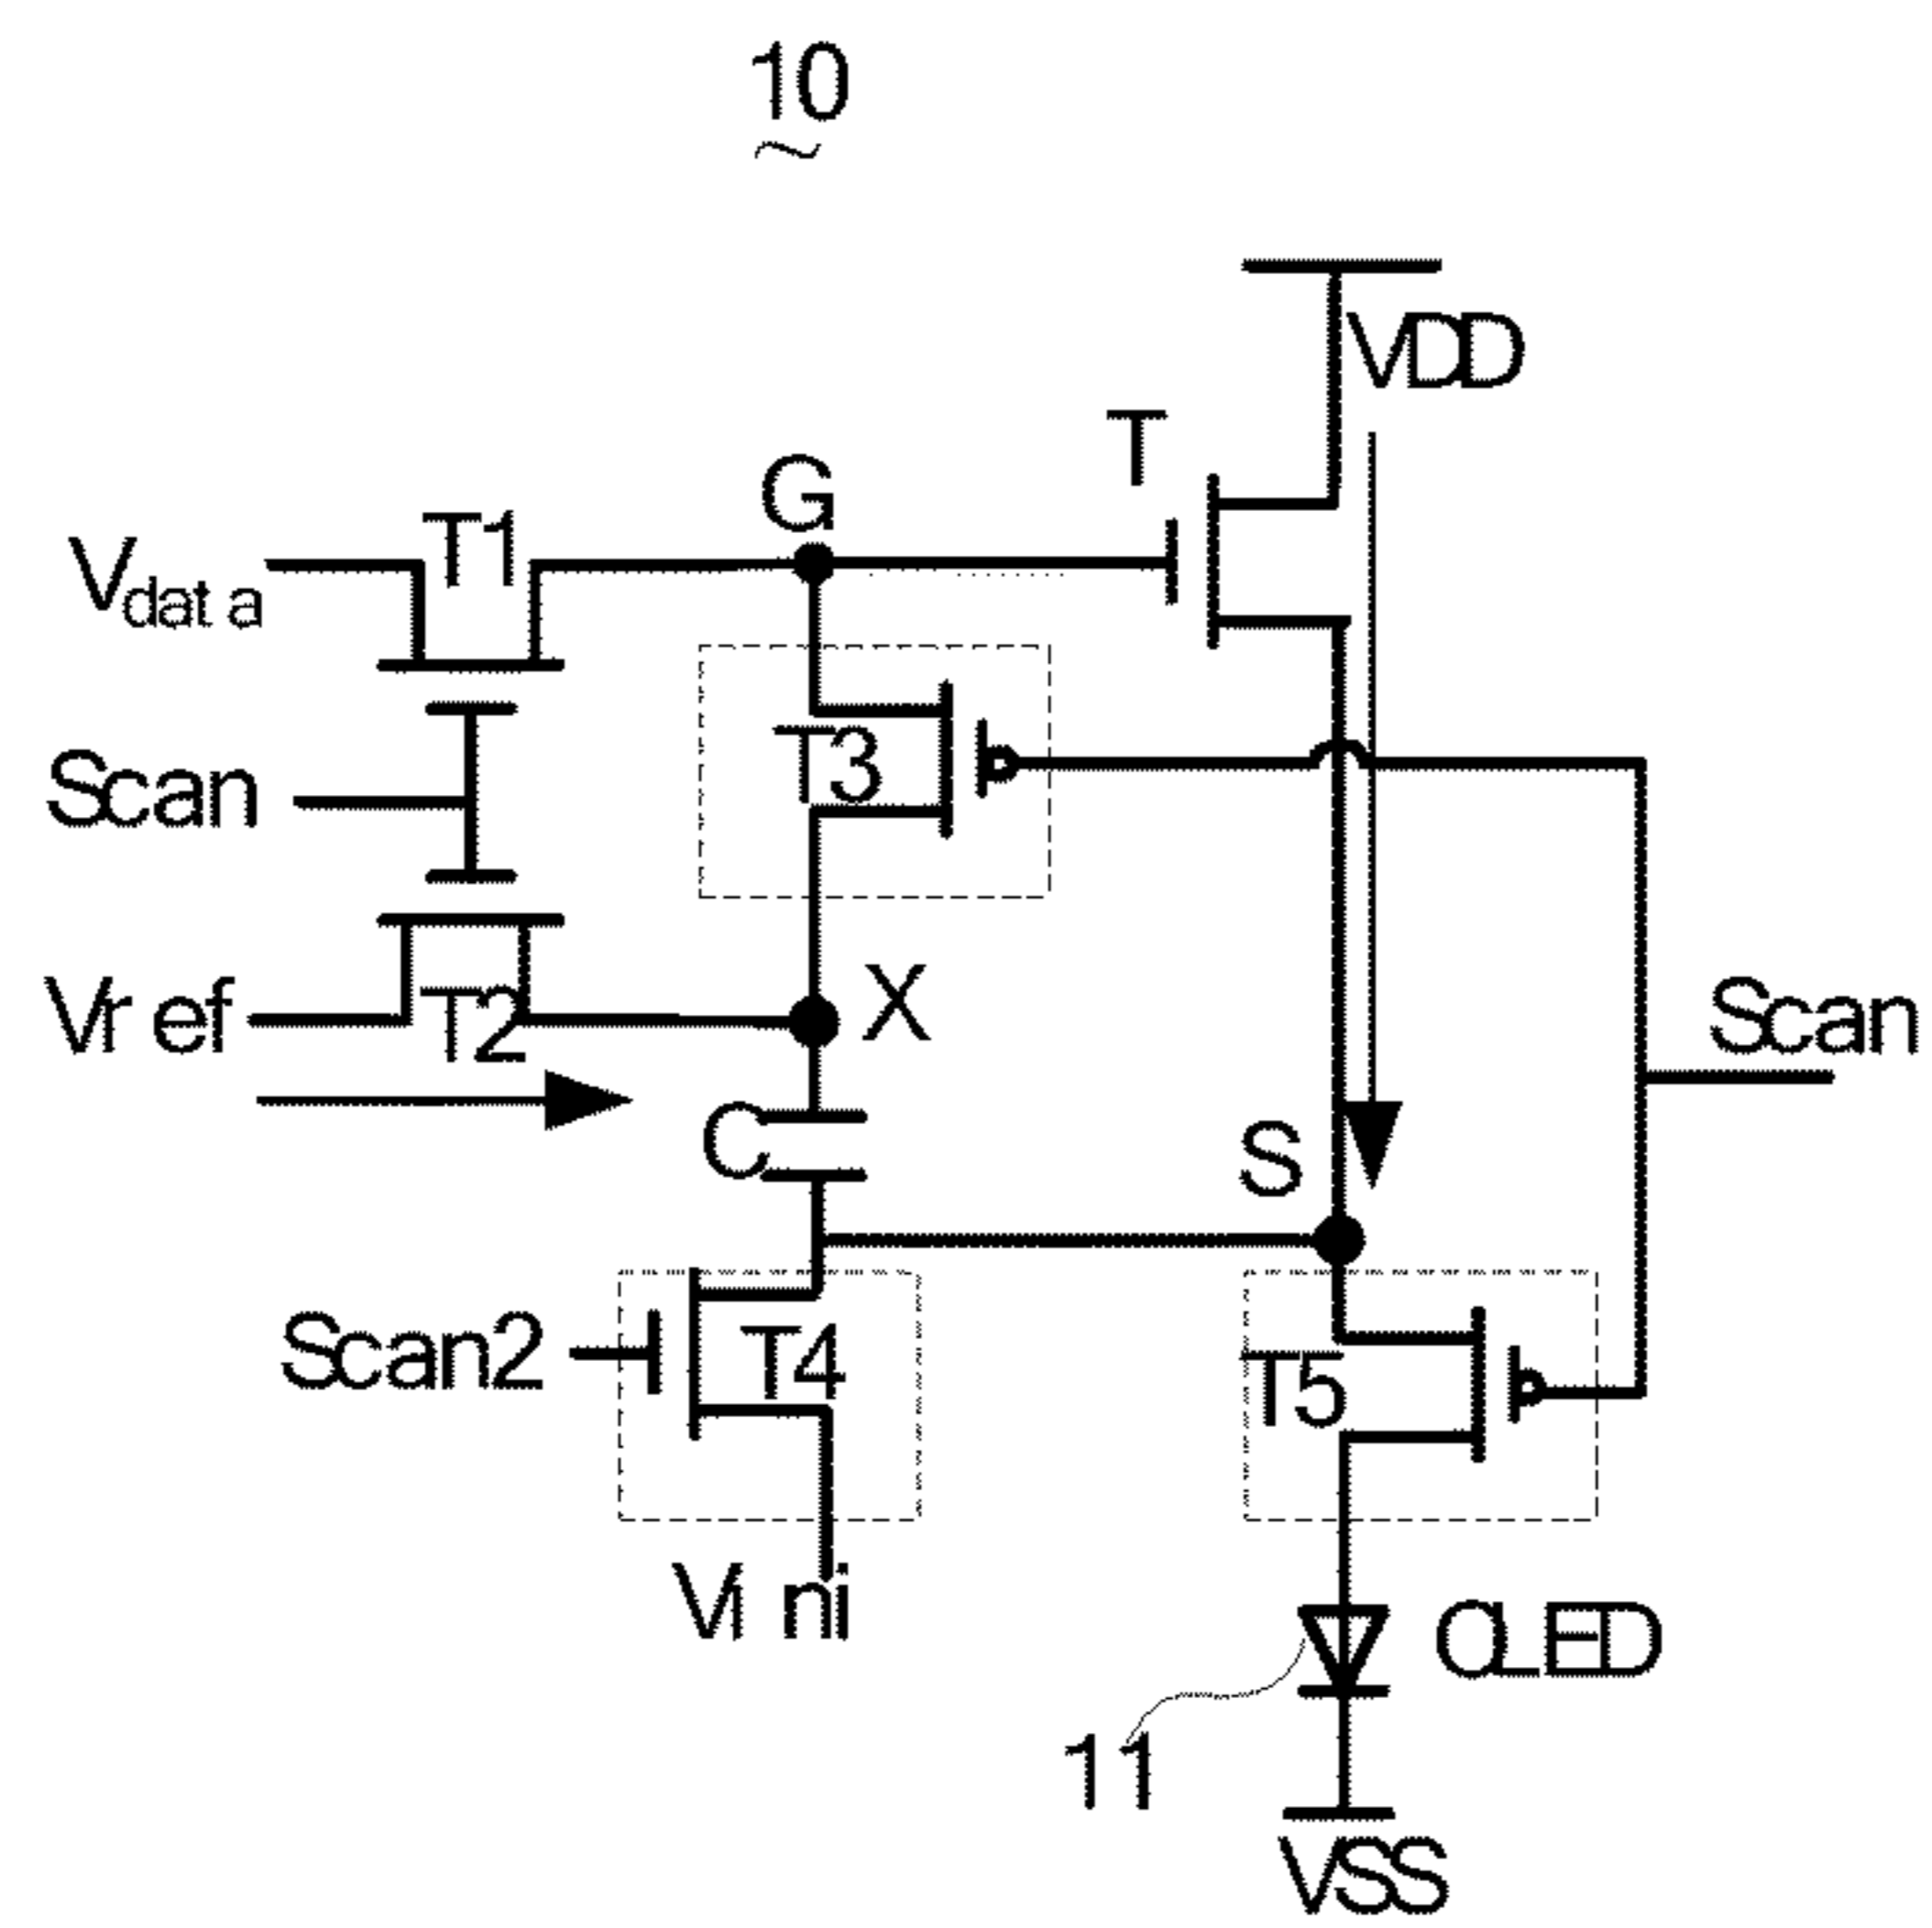 10
VDD
T
G
T1
Vdata
T3
Scan
X
Vref
T2
Scan
C
S
Scan2
T4
T5
Vini
OLED
11
VSS